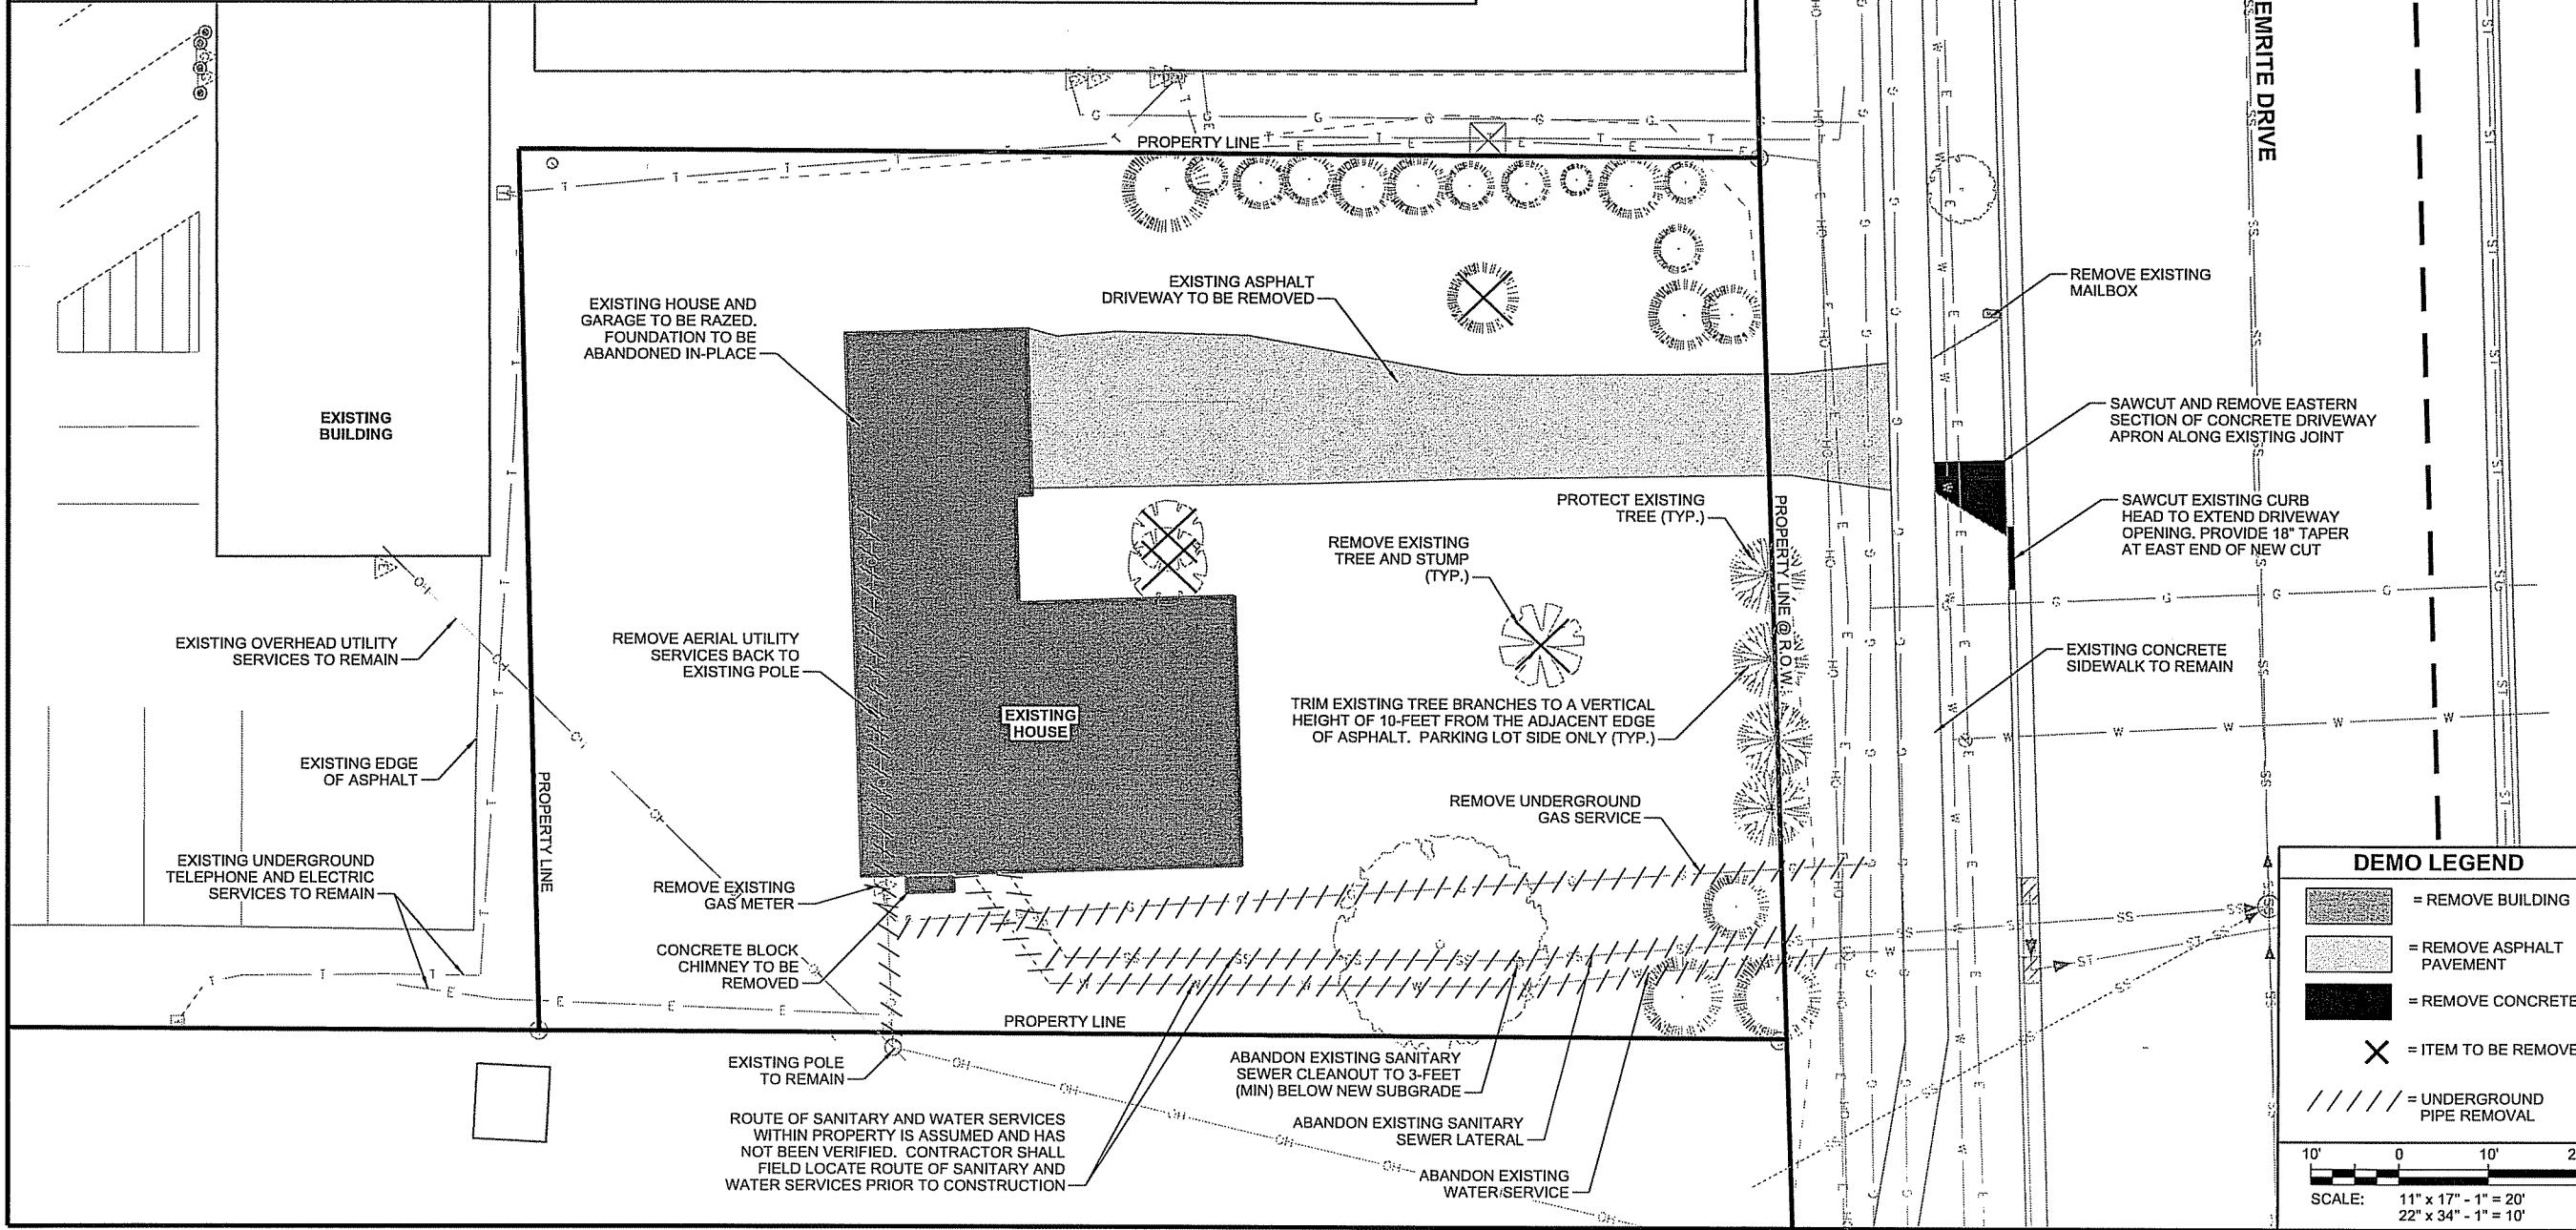 EMRITE DRIVE
PROPERTY LINE
REMOVE EXISTING
MAILBOX
EXISTING ASPHALT
DRIVEWAY TO BE REMOVED
EXISTING HOUSE AND
GARAGE TO BE RAZED.
FOUNDATION TO BE
ABANDONED IN-PLACE
EXISTING
BUILDING
SAWCUT AND REMOVE EASTERN
SECTION OF CONCRETE DRIVEWAY
APRON ALONG EXISTING JOINT
PROTECT EXISTING
TREE (TYP.)
SAWCUT EXISTING CURB
HEAD TO EXTEND DRIVEWAY
OPENING. PROVIDE 18" TAPER
AT EAST END OF NEW CUT
PROPERTY LINE @ R.O.W.
REMOVE EXISTING
TREE AND STUMP
(TYP.)
EXISTING OVERHEAD UTILITY
SERVICES TO REMAIN
REMOVE AERIAL UTILITY
SERVICES BACK TO
EXISTING POLE
EXISTING CONCRETE
SIDEWALK TO REMAIN
EXISTING
HOUSE
TRIM EXISTING TREE BRANCHES TO A VERTICAL
HEIGHT OF 10-FEET FROM THE ADJACENT EDGE
OF ASPHALT. PARKING LOT SIDE ONLY (TYP.)
EXISTING EDGE
OF ASPHALT
PROPERTY LINE
REMOVE UNDERGROUND
GAS SERVICE
EXISTING UNDERGROUND
TELEPHONE AND ELECTRIC
SERVICES TO REMAIN
REMOVE EXISTING
GAS METER
CONCRETE BLOCK
CHIMNEY TO BE
REMOVED
PROPERTY LINE
EXISTING POLE
TO REMAIN
ABANDON EXISTING SANITARY
SEWER CLEANOUT TO 3-FEET
(MIN) BELOW NEW SUBGRADE
ROUTE OF SANITARY AND WATER SERVICES
WITHIN PROPERTY IS ASSUMED AND HAS
NOT BEEN VERIFIED. CONTRACTOR SHALL
FIELD LOCATE ROUTE OF SANITARY AND
WATER SERVICES PRIOR TO CONSTRUCTION
ABANDON EXISTING SANITARY
SEWER LATERAL
ABANDON EXISTING
WATER SERVICE
DEMO LEGEND
= REMOVE BUILDING
= REMOVE ASPHALT
PAVEMENT
= REMOVE CONCRETE
= ITEM TO BE REMOVE
= UNDERGROUND
PIPE REMOVAL
10' 0 10' 2
SCALE: 11" x 17" - 1" = 20'
22" x 34" - 1" = 10'